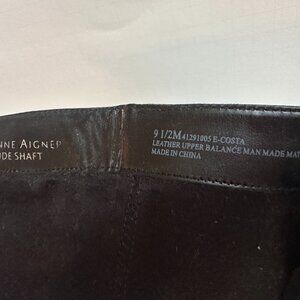 NNE AIGNER
DE SHAFT
9 1/2M 41291005 E-COSTA
LEATHER UPPER BALANCE MAN MADE MAT
MADE IN CHINA